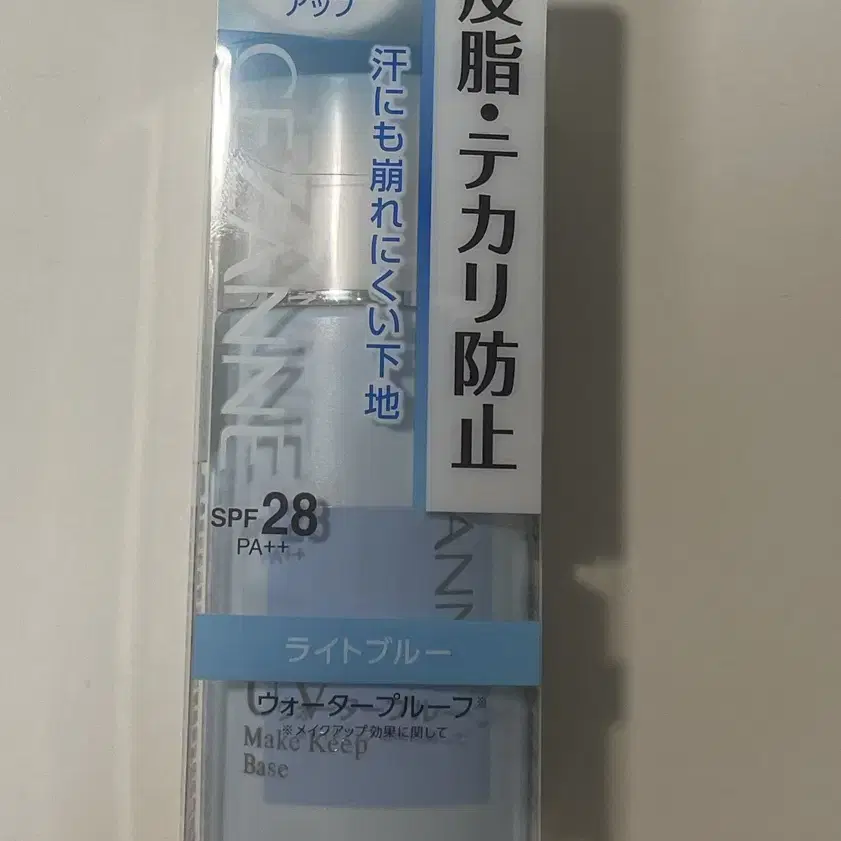 アップ
皮脂・テカリ防止
汗にも崩れにくい下地
CEZANNE
SPF28
PA++
ライトブルー
ウォータープルーフ※
※メイクアップ効果に関して
UV
Make Keep
Base